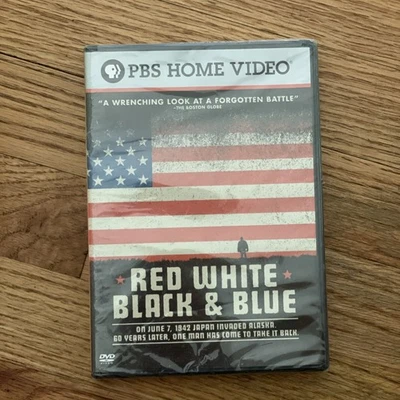 PBS HOME VIDEO
"A WRENCHING LOOK AT A FORGOTTEN BATTLE"
—THE BOSTON GLOBE
RED WHITE
BLACK & BLUE
ON JUNE 7, 1942 JAPAN INVADED ALASKA.
60 YEARS LATER, ONE MAN HAS COME TO TAKE IT BACK.
DVD